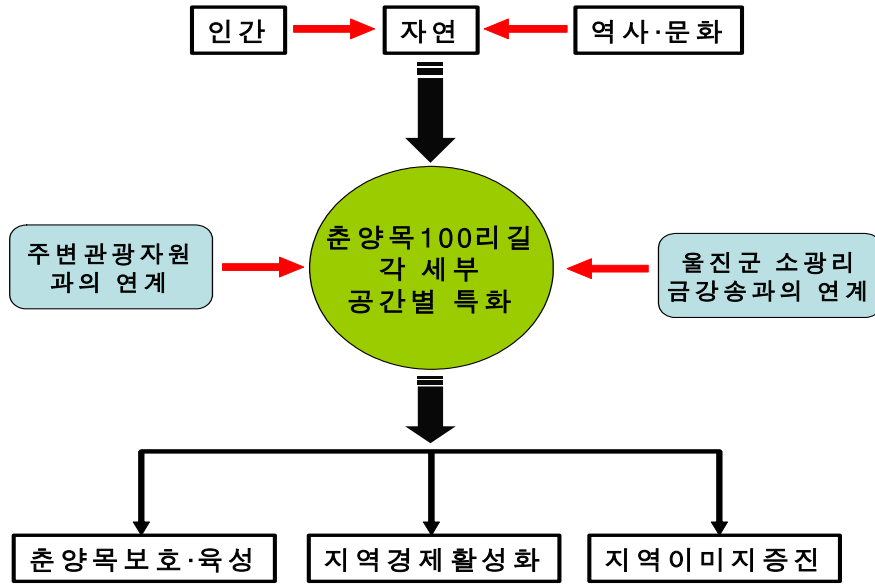 인간
자연
역사·문화
주변관광자원
과의 연계
춘양목100리길
각 세부
공간별 특화
울진군 소광리
금강송과의 연계
춘양목보호·육성
지역경제활성화
지역이미지증진